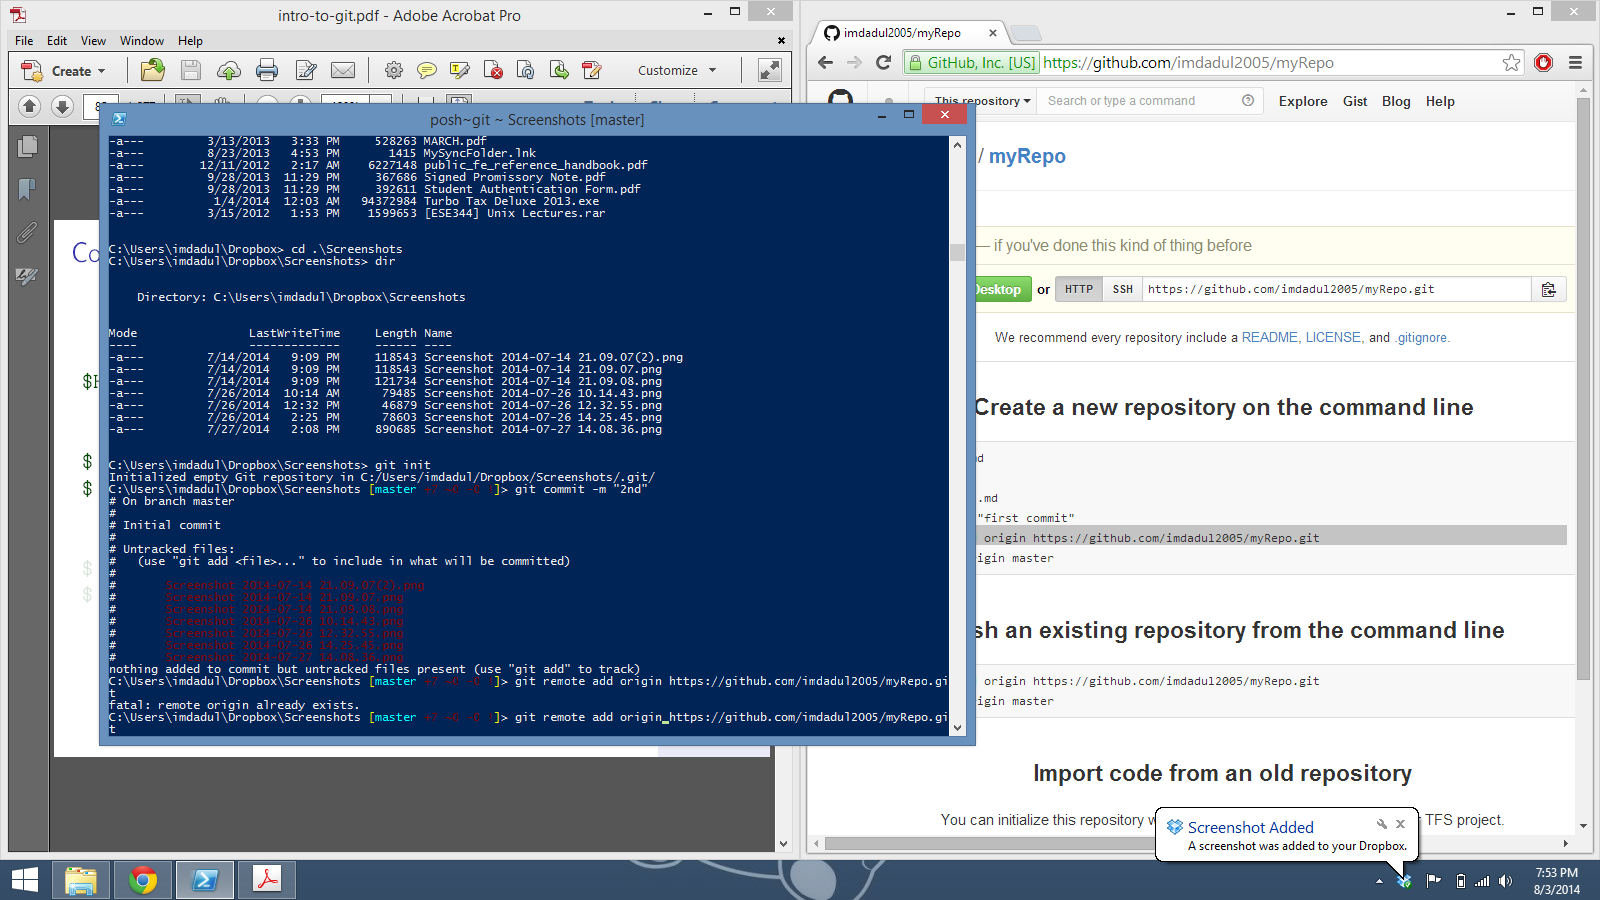 intro-to-git.pdf - Adobe Acrobat Pro
File Edit View Window Help
Create
Customize
imdadul2005/myRepo
GitHub, Inc. [US] https://github.com/imdadul2005/myRepo
This repository Search or type a command Explore Gist Blog Help
/ myRepo
— if you've done this kind of thing before
Desktop or HTTP SSH https://github.com/imdadul2005/myRepo.git
We recommend every repository include a README, LICENSE, and .gitignore.
Create a new repository on the command line
.md
"first commit"
origin https://github.com/imdadul2005/myRepo.git
origin master
sh an existing repository from the command line
origin https://github.com/imdadul2005/myRepo.git
origin master
Import code from an old repository
You can initialize this repository
TFS project.
Co
$
$
$
$
$
posh~git ~ Screenshots [master]
-a--- 3/13/2013 3:33 PM 528263 MARCH.pdf
-a--- 8/23/2013 4:53 PM 1415 MySyncFolder.lnk
-a--- 12/11/2012 2:17 AM 6227148 public_fe_reference_handbook.pdf
-a--- 9/28/2013 11:29 PM 367686 Signed Promissory Note.pdf
-a--- 9/28/2013 11:29 PM 392611 Student Authentication Form.pdf
-a--- 1/4/2014 12:03 AM 94372984 Turbo Tax Deluxe 2013.exe
-a--- 3/15/2012 1:53 PM 1599653 [ESE344] Unix Lectures.rar
C:\Users\imdadul\Dropbox> cd .\Screenshots
C:\Users\imdadul\Dropbox\Screenshots> dir
Directory: C:\Users\imdadul\Dropbox\Screenshots
Mode LastWriteTime Length Name
---- ------------- ------ ----
-a--- 7/14/2014 9:09 PM 118543 Screenshot 2014-07-14 21.09.07(2).png
-a--- 7/14/2014 9:09 PM 118543 Screenshot 2014-07-14 21.09.07.png
-a--- 7/14/2014 9:09 PM 121734 Screenshot 2014-07-14 21.09.08.png
-a--- 7/26/2014 10:14 AM 79485 Screenshot 2014-07-26 10.14.43.png
-a--- 7/26/2014 12:32 PM 46879 Screenshot 2014-07-26 12.32.55.png
-a--- 7/26/2014 2:25 PM 78603 Screenshot 2014-07-26 14.25.45.png
-a--- 7/27/2014 2:08 PM 890685 Screenshot 2014-07-27 14.08.36.png
C:\Users\imdadul\Dropbox\Screenshots> git init
Initialized empty Git repository in C:/Users/imdadul/Dropbox/Screenshots/.git/
C:\Users\imdadul\Dropbox\Screenshots [master +7 ~0 -0 !]> git commit -m "2nd"
# On branch master
#
# Initial commit
#
# Untracked files:
# (use "git add <file>..." to include in what will be committed)
#
# Screenshot 2014-07-14 21.09.07(2).png
# Screenshot 2014-07-14 21.09.07.png
# Screenshot 2014-07-14 21.09.08.png
# Screenshot 2014-07-26 10.14.43.png
# Screenshot 2014-07-26 12.32.55.png
# Screenshot 2014-07-26 14.25.45.png
# Screenshot 2014-07-27 14.08.36.png
nothing added to commit but untracked files present (use "git add" to track)
C:\Users\imdadul\Dropbox\Screenshots [master +7 ~0 -0 !]> git remote add origin https://github.com/imdadul2005/myRepo.gi
t
fatal: remote origin already exists.
C:\Users\imdadul\Dropbox\Screenshots [master +7 ~0 -0 !]> git remote add origin https://github.com/imdadul2005/myRepo.gi
t
Screenshot Added
A screenshot was added to your Dropbox.
7:53 PM
8/3/2014